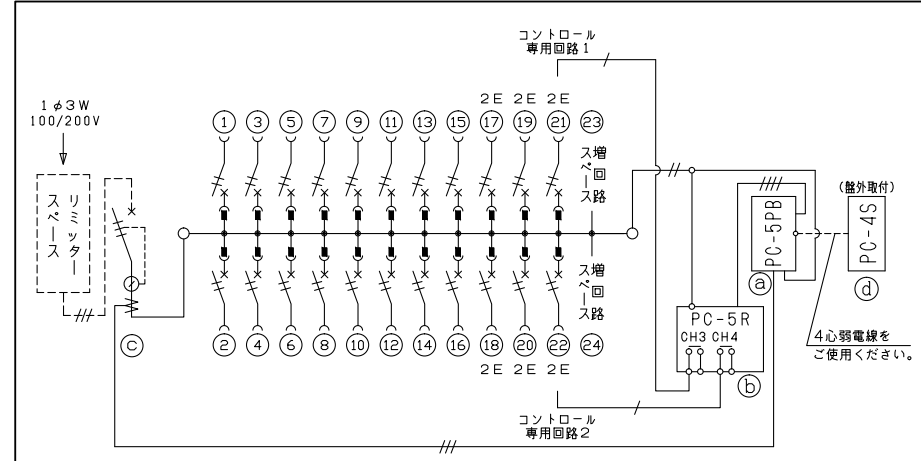 コントロール
専用回路1
1φ3W
100/200V
リミッター
スペース
2E 2E 2E
1 3 5 7 9 11 13 15 17 19 21 23
増回路
スペース
増回路
スペース
2 4 6 8 10 12 14 16 18 20 22 24
2E 2E 2E
コントロール
専用回路2
C
PC-5R
CH3 CH4
b
PC-5PB
a
(盤外取付)
PC-4S
d
4心弱電線を
ご使用ください。